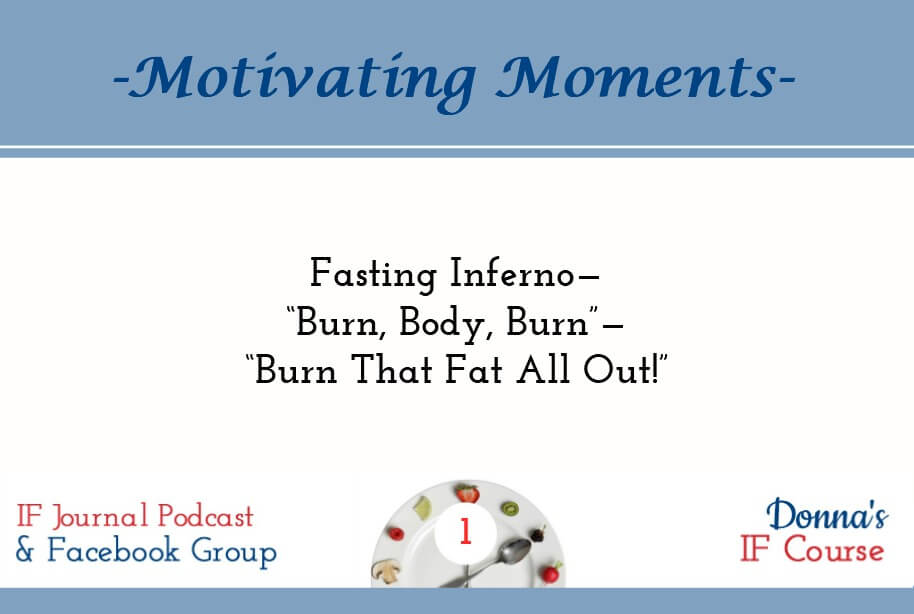 -Motivating Moments-
Fasting Inferno—
“Burn, Body, Burn”—
“Burn That Fat All Out!”
IF Journal Podcast
& Facebook Group
1
Donna's
IF Course